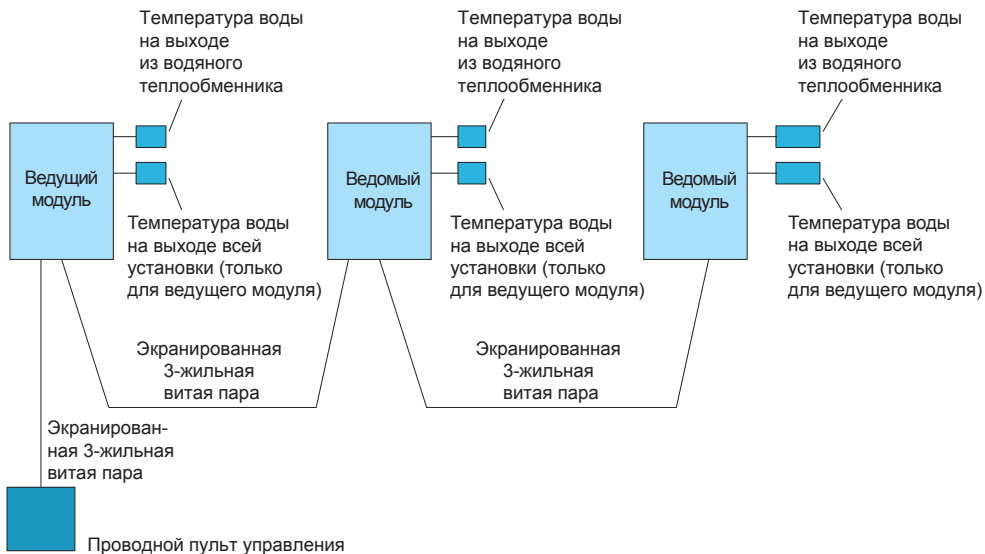 Температура воды
на выходе
из водяного
теплообменника
Температура воды
на выходе
из водяного
теплообменника
Температура воды
на выходе
из водяного
теплообменника
Ведущий
модуль
Ведомый
модуль
Ведомый
модуль
Температура воды
на выходе всей
установки (только
для ведущего модуля)
Температура воды
на выходе всей
установки (только
для ведущего модуля)
Температура воды
на выходе всей
установки (только
для ведущего модуля)
Экранированная
3-жильная
витая пара
Экранированная
3-жильная
витая пара
Экранирован-
ная 3-жильная
витая пара
Проводной пульт управления